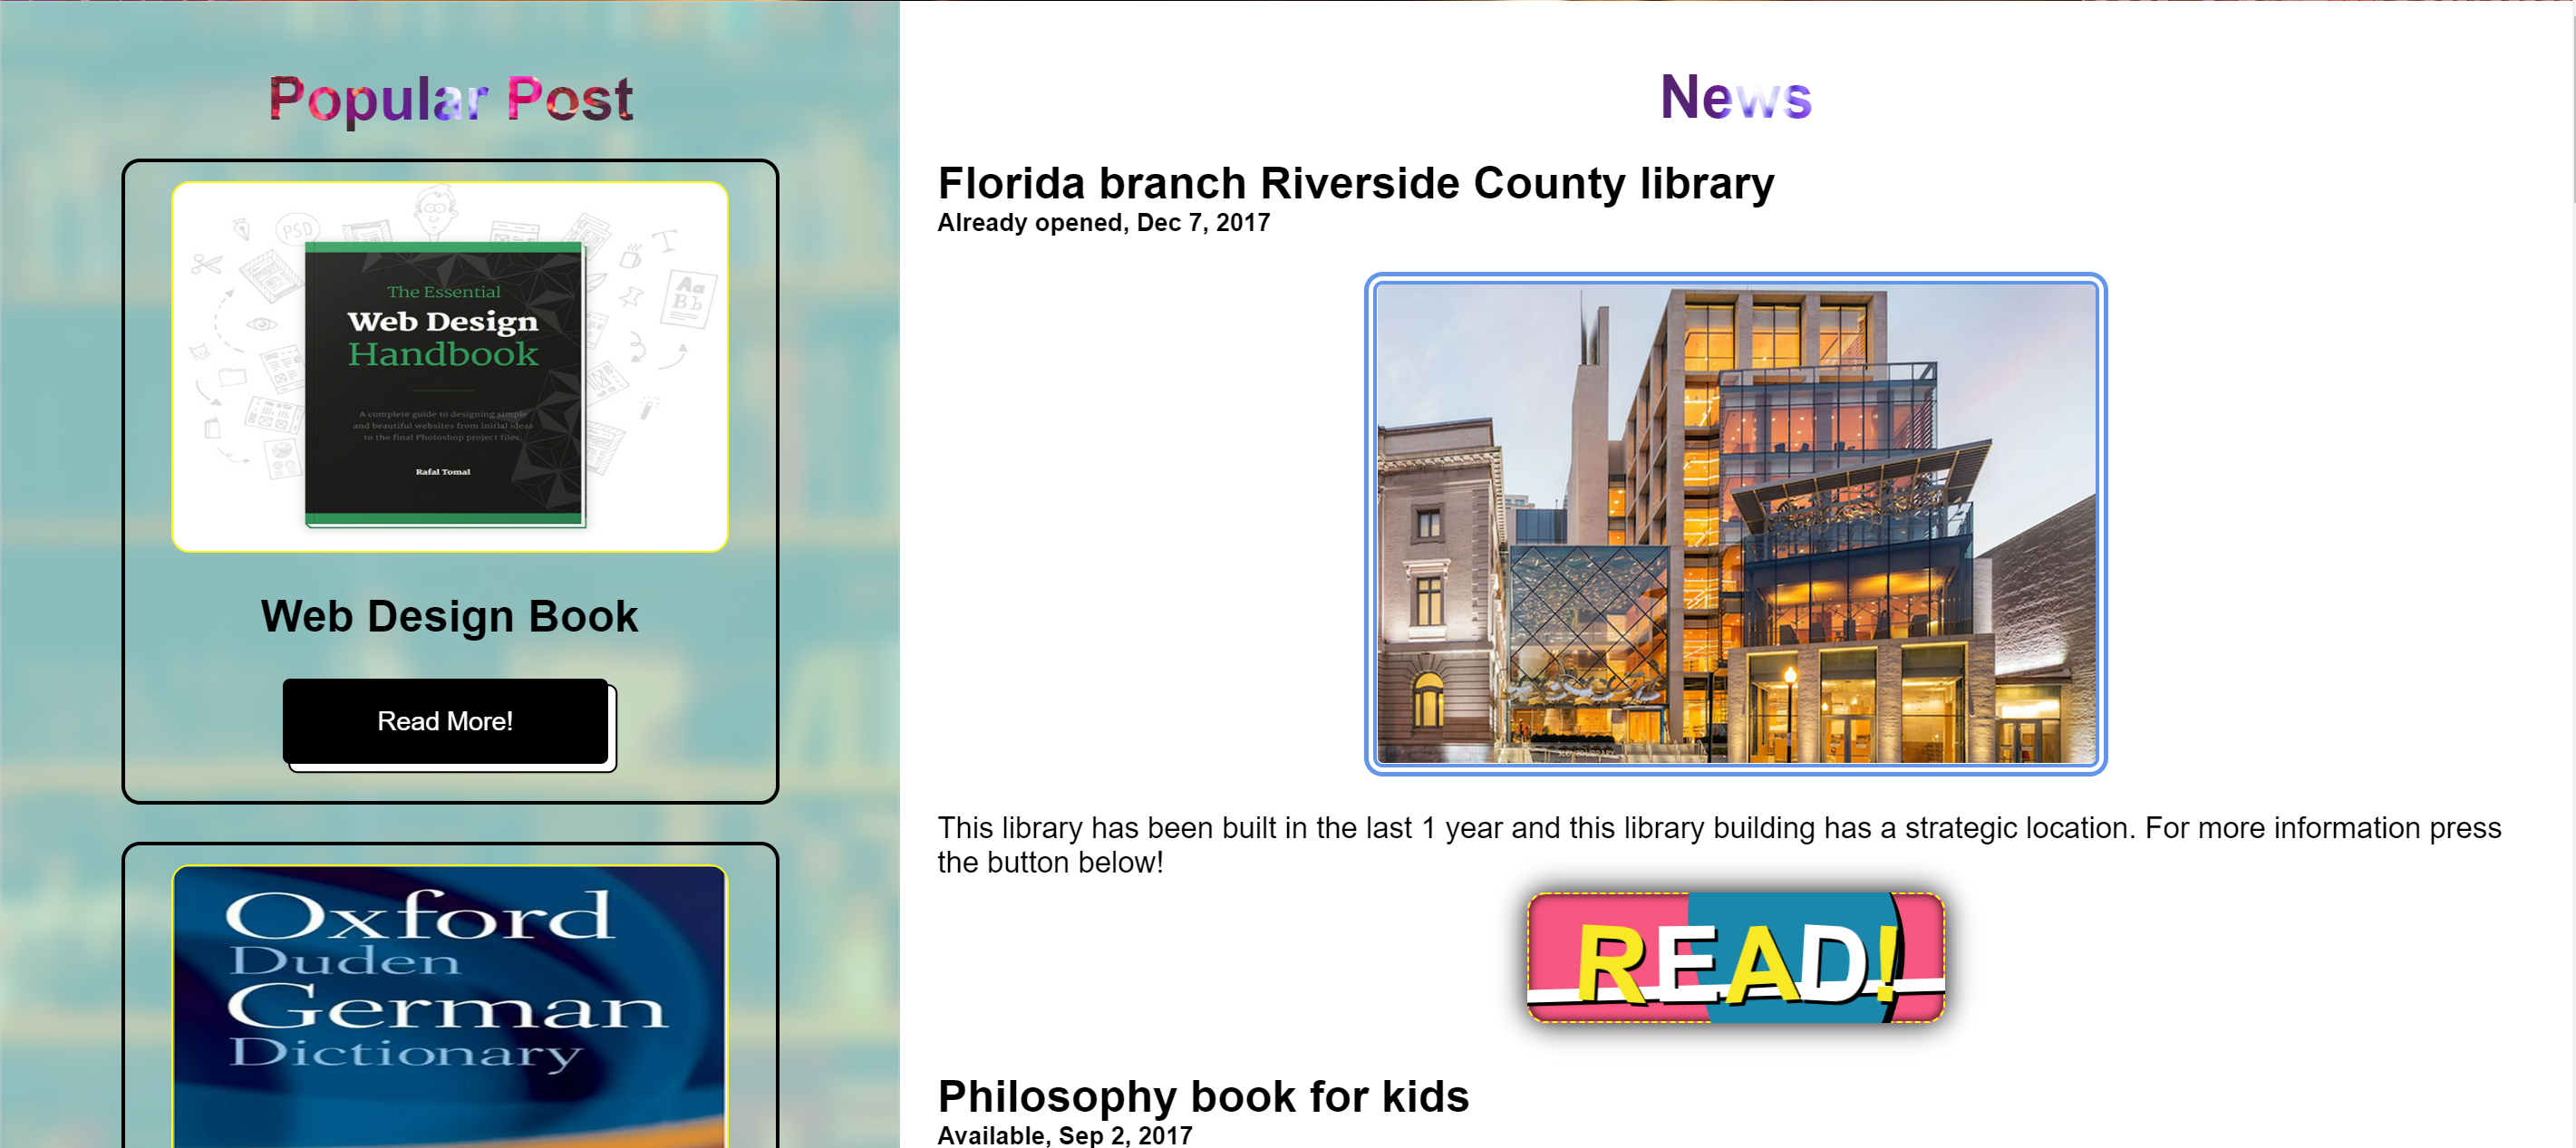 Popular Post
PSD
T
Aa
Bb
The Essential
Web Design
Handbook
A complete guide to designing simple
and beautiful websites from initial ideas
to the final Photoshop project files.
Rafal Tomal
Web Design Book
Read More!
Oxford
Duden
German
Dictionary
News
Florida branch Riverside County library
Already opened, Dec 7, 2017
This library has been built in the last 1 year and this library building has a strategic location. For more information press
the button below!
READ!
Philosophy book for kids
Available, Sep 2, 2017